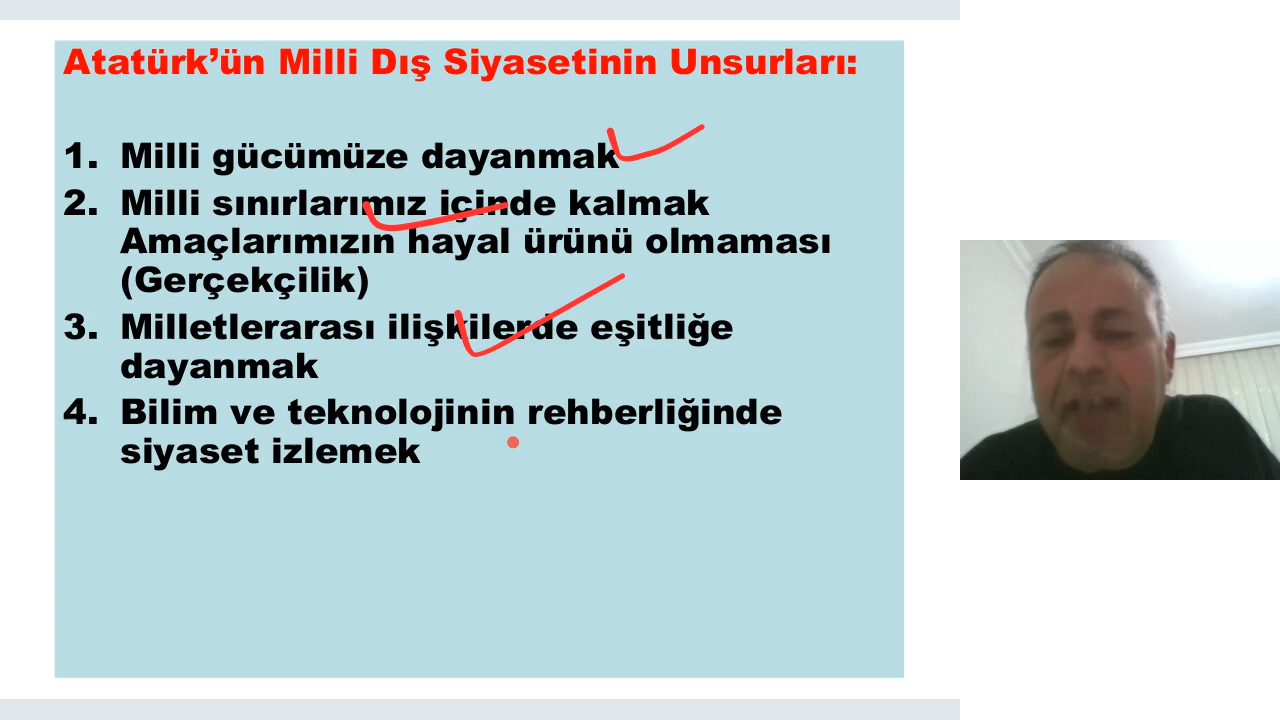 Atatürk’ün Milli Dış Siyasetinin Unsurları:
1. Milli gücümüze dayanmak
2. Milli sınırlarımız içinde kalmak
Amaçlarımızın hayal ürünü olmaması
(Gerçekçilik)
3. Milletlerarası ilişkilerde eşitliğe
dayanmak
4. Bilim ve teknolojinin rehberliğinde
siyaset izlemek